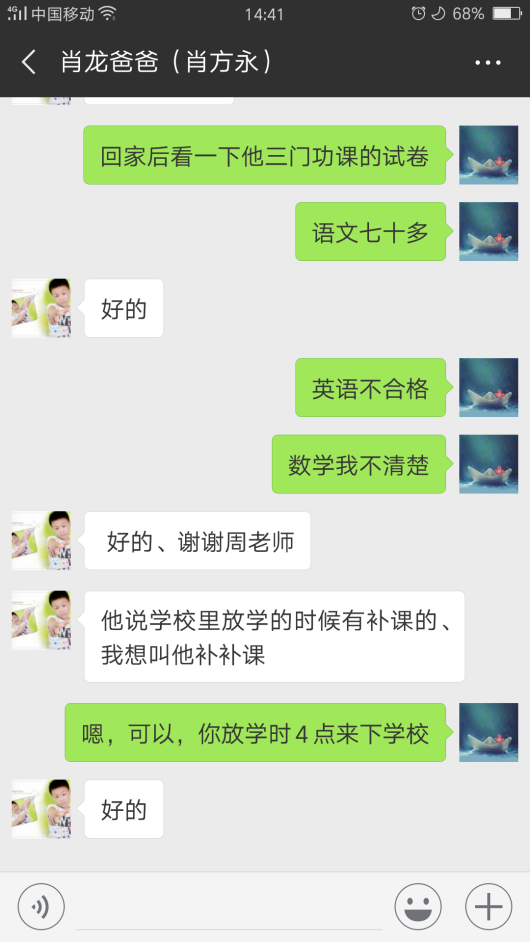 4G 中国移动 14:41 68%
肖龙爸爸（肖方永）
回家后看一下他三门功课的试卷
语文七十多
好的
英语不合格
数学我不清楚
好的、谢谢周老师
他说学校里放学的时候有补课的、
我想叫他补补课
嗯，可以，你放学时4点来下学校
好的